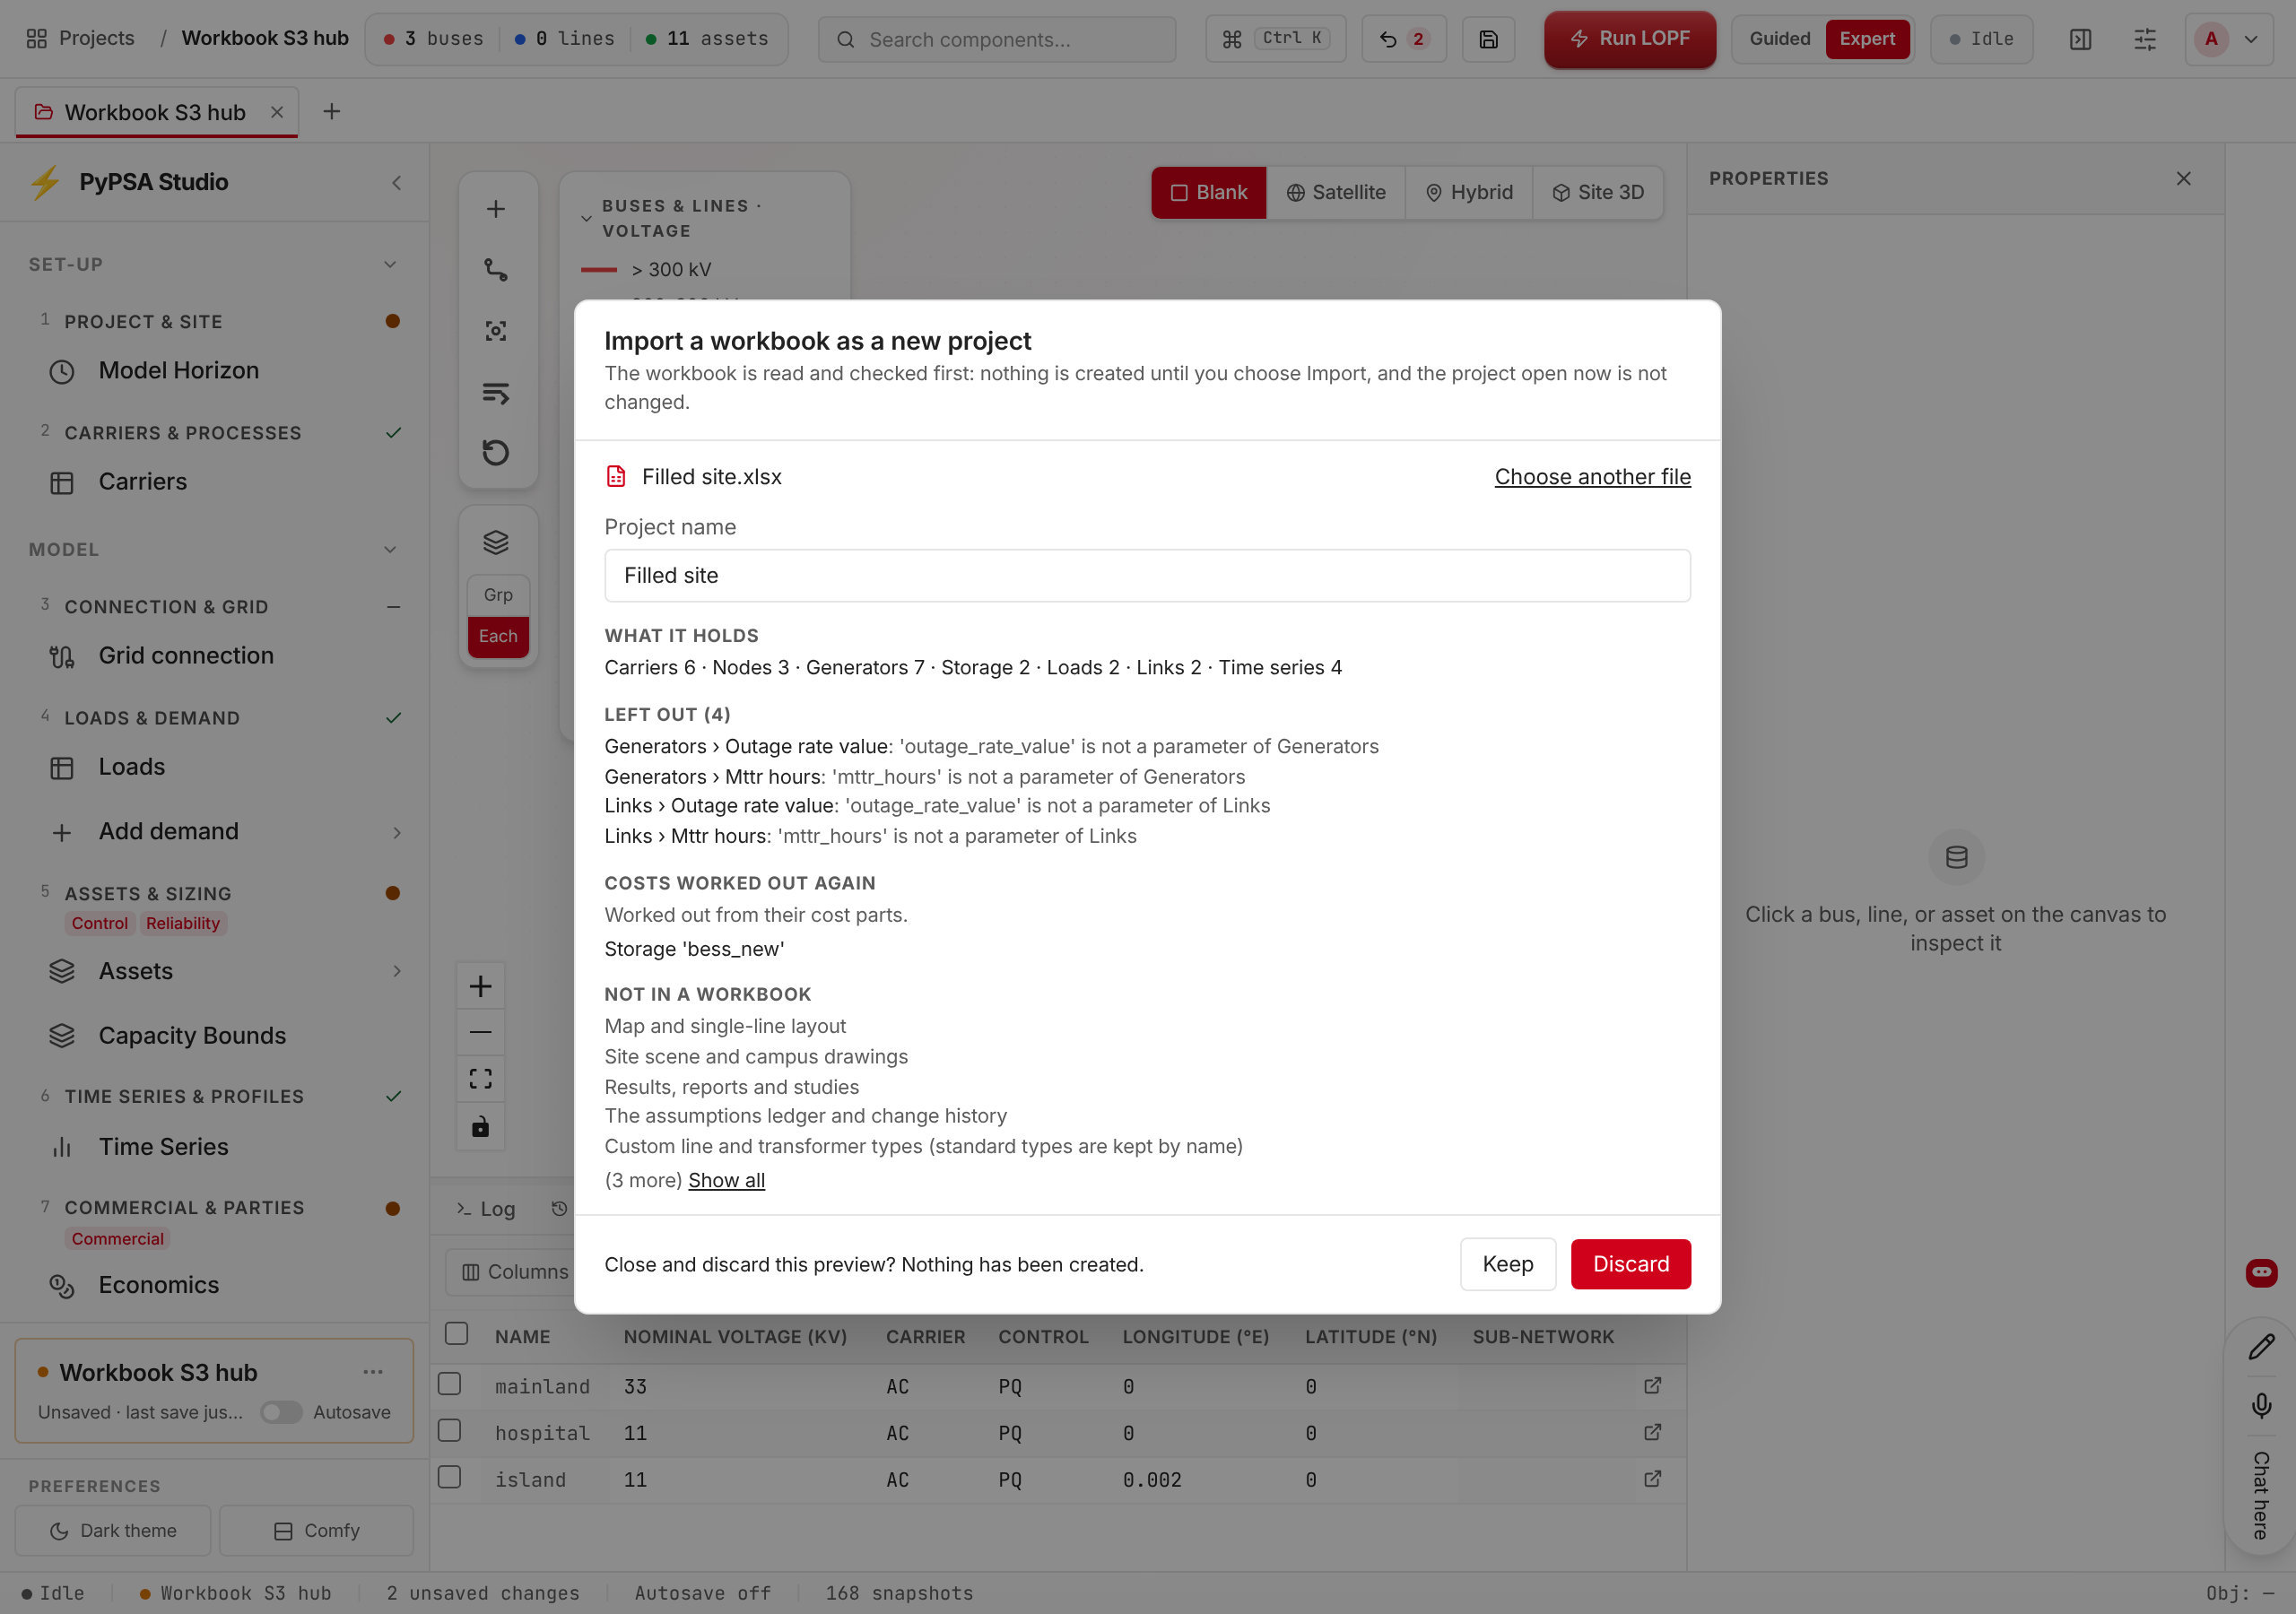 Projects / Workbook S3 hub
3 buses
0 lines
11 assets
Search components...
Ctrl K
2
Run LOPF
Guided
Expert
Idle
A
Workbook S3 hub
PyPSA Studio
SET-UP
1 PROJECT & SITE
Model Horizon
2 CARRIERS & PROCESSES
Carriers
MODEL
3 CONNECTION & GRID
Grid connection
4 LOADS & DEMAND
Loads
Add demand
5 ASSETS & SIZING
Control
Reliability
Assets
Capacity Bounds
6 TIME SERIES & PROFILES
Time Series
7 COMMERCIAL & PARTIES
Commercial
Economics
Workbook S3 hub
Unsaved · last save jus...
Autosave
PREFERENCES
Dark theme
Comfy
Grp
Each
BUSES & LINES ·
VOLTAGE
> 300 kV
Blank
Satellite
Hybrid
Site 3D
PROPERTIES
Click a bus, line, or asset on the canvas to
inspect it
Import a workbook as a new project
The workbook is read and checked first: nothing is created until you choose Import, and the project open now is not
changed.
Filled site.xlsx
Choose another file
Project name
Filled site
WHAT IT HOLDS
Carriers 6 · Nodes 3 · Generators 7 · Storage 2 · Loads 2 · Links 2 · Time series 4
LEFT OUT (4)
Generators › Outage rate value: 'outage_rate_value' is not a parameter of Generators
Generators › Mttr hours: 'mttr_hours' is not a parameter of Generators
Links › Outage rate value: 'outage_rate_value' is not a parameter of Links
Links › Mttr hours: 'mttr_hours' is not a parameter of Links
COSTS WORKED OUT AGAIN
Worked out from their cost parts.
Storage 'bess_new'
NOT IN A WORKBOOK
Map and single-line layout
Site scene and campus drawings
Results, reports and studies
The assumptions ledger and change history
Custom line and transformer types (standard types are kept by name)
(3 more) Show all
Close and discard this preview? Nothing has been created.
Keep
Discard
Log
Columns
NAME NOMINAL VOLTAGE (KV) CARRIER CONTROL LONGITUDE (°E) LATITUDE (°N) SUB-NETWORK
mainland 33 AC PQ 0 0
hospital 11 AC PQ 0 0
island 11 AC PQ 0.002 0
Chat here
Idle
Workbook S3 hub
2 unsaved changes
Autosave off
168 snapshots
Obj: —